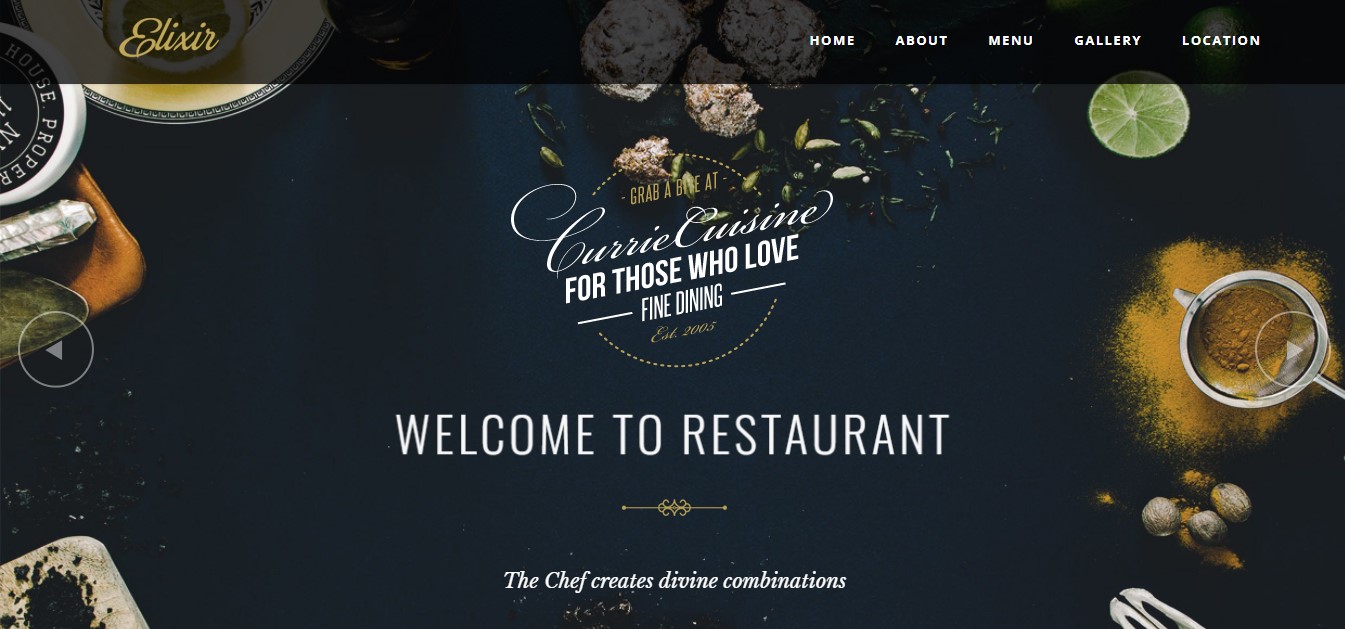 Elixir
HOME ABOUT MENU GALLERY LOCATION
HOUSE. PROPER
- GRAB A BITE AT -
CurrieCuisine
FOR THOSE WHO LOVE
FINE DINING
Est. 2005
WELCOME TO RESTAURANT
The Chef creates divine combinations